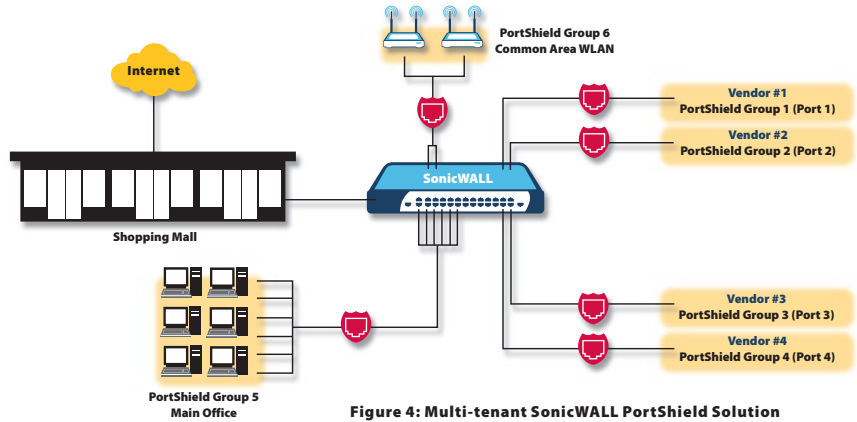 PortShield Group 6
Common Area WLAN
Internet
Vendor #1
PortShield Group 1 (Port 1)
Vendor #2
PortShield Group 2 (Port 2)
SonicWALL
Shopping Mall
Vendor #3
PortShield Group 3 (Port 3)
Vendor #4
PortShield Group 4 (Port 4)
PortShield Group 5
Main Office
Figure 4: Multi-tenant SonicWALL PortShield Solution